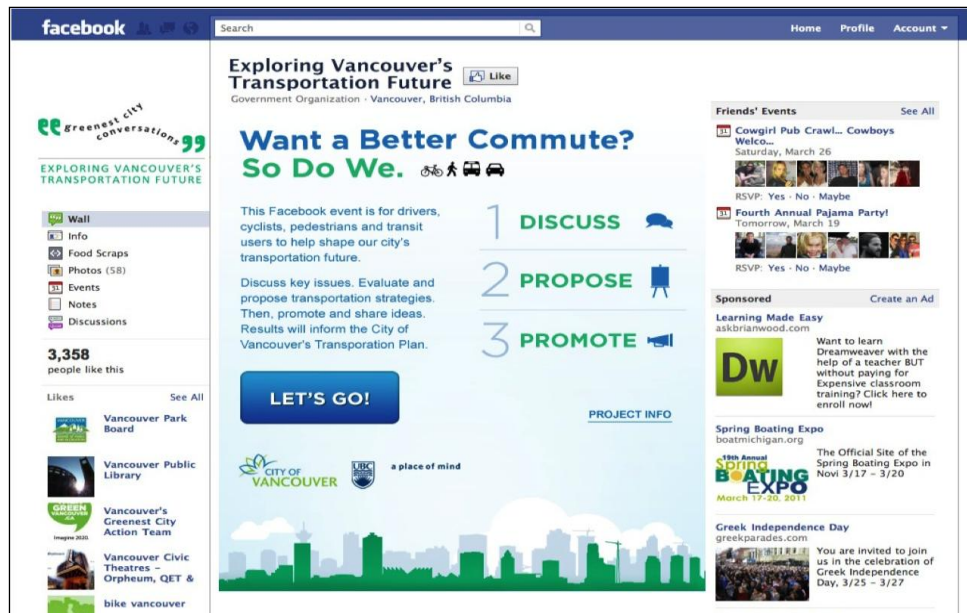 facebook
Search
Home Profile Account
greenest city
conversations
EXPLORING VANCOUVER'S
TRANSPORTATION FUTURE
Wall
Info
Food Scraps
Photos (58)
Events
Notes
Discussions
3,358
people like this
Likes See All
Vancouver Park
Board
Vancouver Public
Library
GREEN
VANCOUVER
.CA
Imagine 2020.
Vancouver's
Greenest City
Action Team
Vancouver Civic
Theatres –
Orpheum, QET &
bike vancouver
Exploring Vancouver's
Transportation Future
Like
Government Organization · Vancouver, British Columbia
Want a Better Commute?
So Do We.
This Facebook event is for drivers,
cyclists, pedestrians and transit
users to help shape our city's
transportation future.
Discuss key issues. Evaluate and
propose transportation strategies.
Then, promote and share ideas.
Results will inform the City of
Vancouver's Transporation Plan.
1 DISCUSS
2 PROPOSE
3 PROMOTE
LET'S GO!
PROJECT INFO
CITY OF
VANCOUVER
UBC
a place of mind
Friends' Events See All
31
Cowgirl Pub Crawl... Cowboys
Welco...
Saturday, March 26
RSVP: Yes · No · Maybe
31
Fourth Annual Pajama Party!
Tomorrow, March 19
RSVP: Yes · No · Maybe
Sponsored Create an Ad
Learning Made Easy
askbrianwood.com
Dw
Want to learn
Dreamweaver with the
help of a teacher BUT
without paying for
Expensive classroom
training? Click here to
enroll now!
Spring Boating Expo
boatmichigan.org
19th Annual
Spring
BOATING
EXPO
March 17-20, 2011
The Official Site of the
Spring Boating Expo in
Novi 3/17 – 3/20
Greek Independence Day
greekparades.com
You are invited to join
us in the celebration of
Greek Independence
Day, 3/25 – 3/27